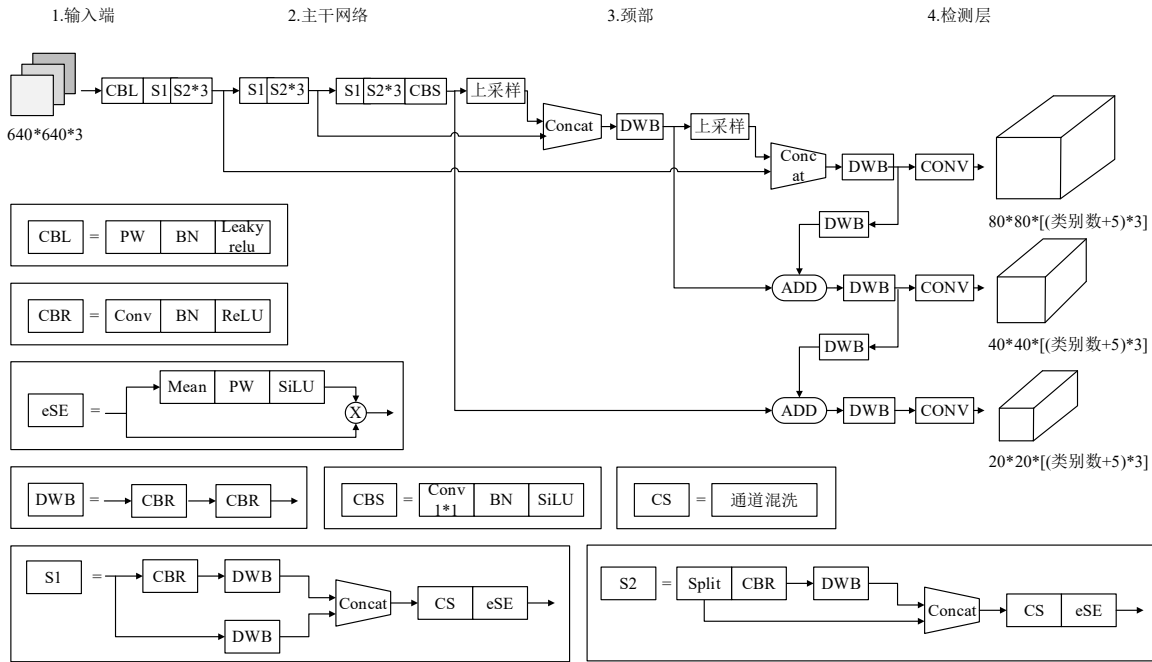 1.输入端
2.主干网络
3.颈部
4.检测层
CBL S1 S2*3 S1 S2*3 S1 S2*3 CBS 上采样
640*640*3
Concat DWB 上采样
Conc
at
DWB CONV
80*80*[(类别数+5)*3]
DWB
ADD DWB CONV
40*40*[(类别数+5)*3]
DWB
ADD DWB CONV
20*20*[(类别数+5)*3]
CBL = PW BN Leaky
relu
CBR = Conv BN ReLU
eSE = Mean PW SiLU
X
DWB = CBR CBR
CBS = Conv
1*1
BN SiLU
CS = 通道混洗
S1 = CBR DWB
DWB
Concat CS eSE
S2 = Split CBR DWB
Concat CS eSE